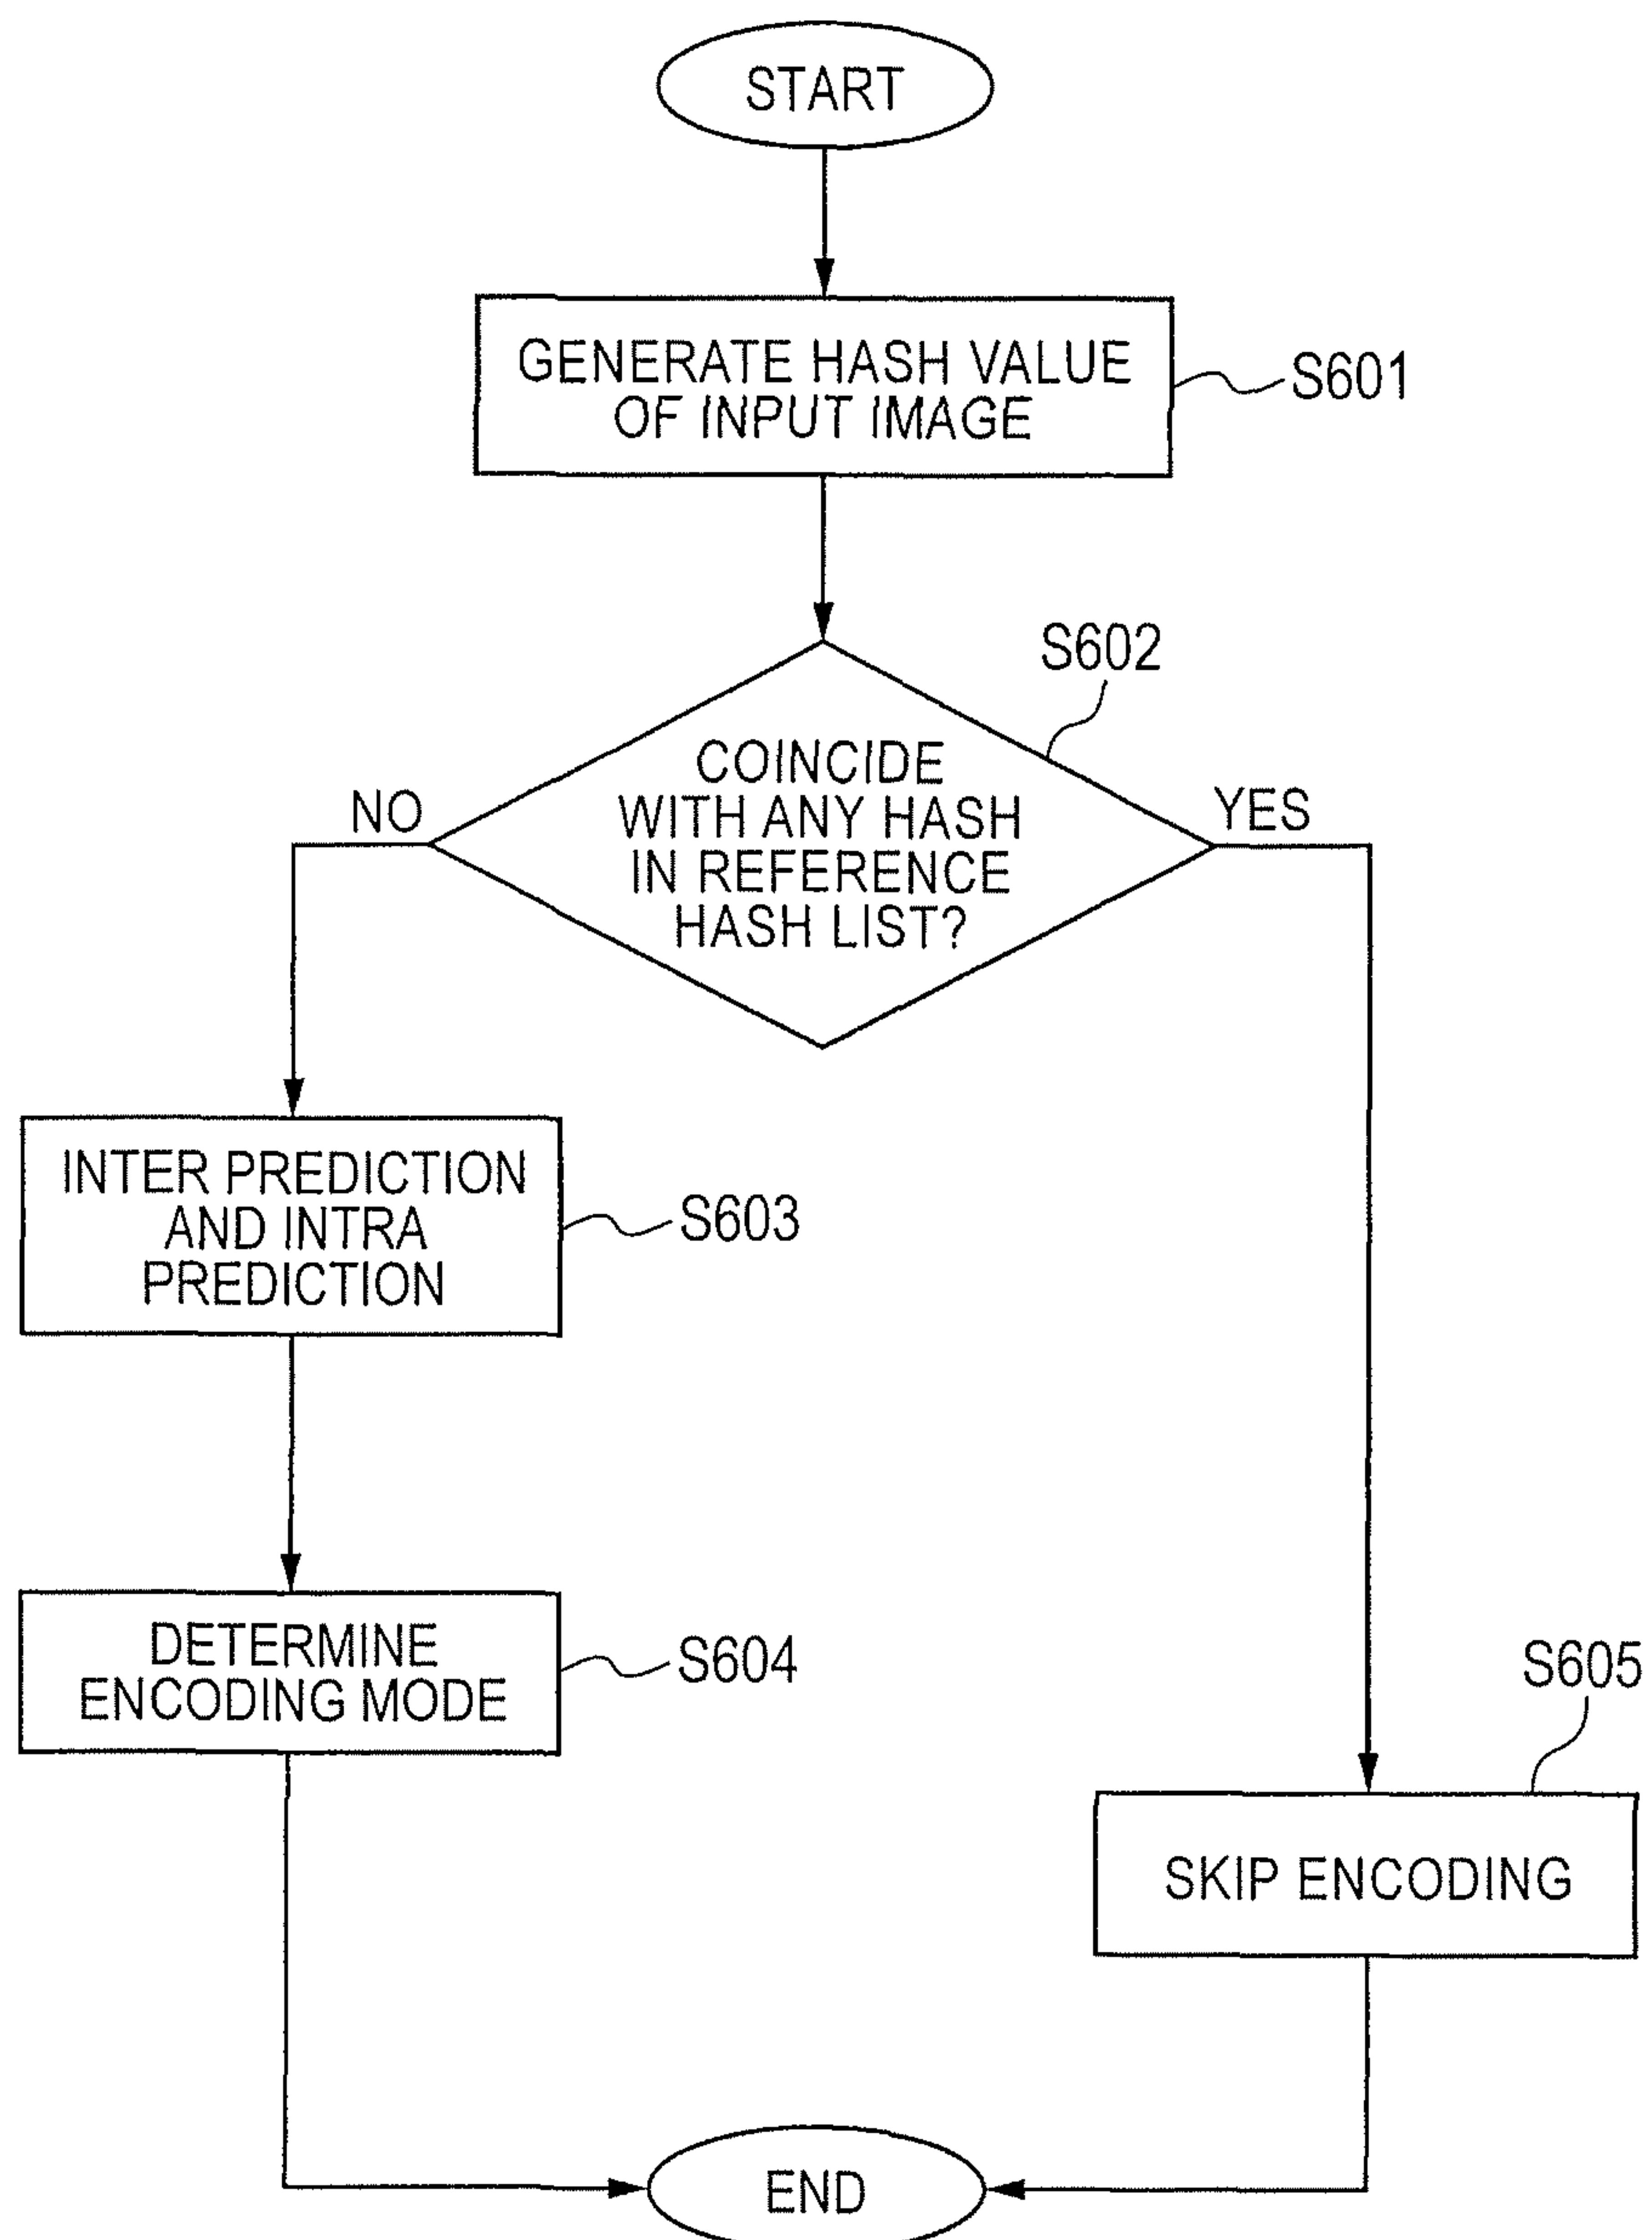 START
GENERATE HASH VALUE
OF INPUT IMAGE
S601
S602
COINCIDE
WITH ANY HASH
IN REFERENCE
HASH LIST?
NO
YES
INTER PREDICTION
AND INTRA
PREDICTION
S603
DETERMINE
ENCODING MODE
S604
S605
SKIP ENCODING
END